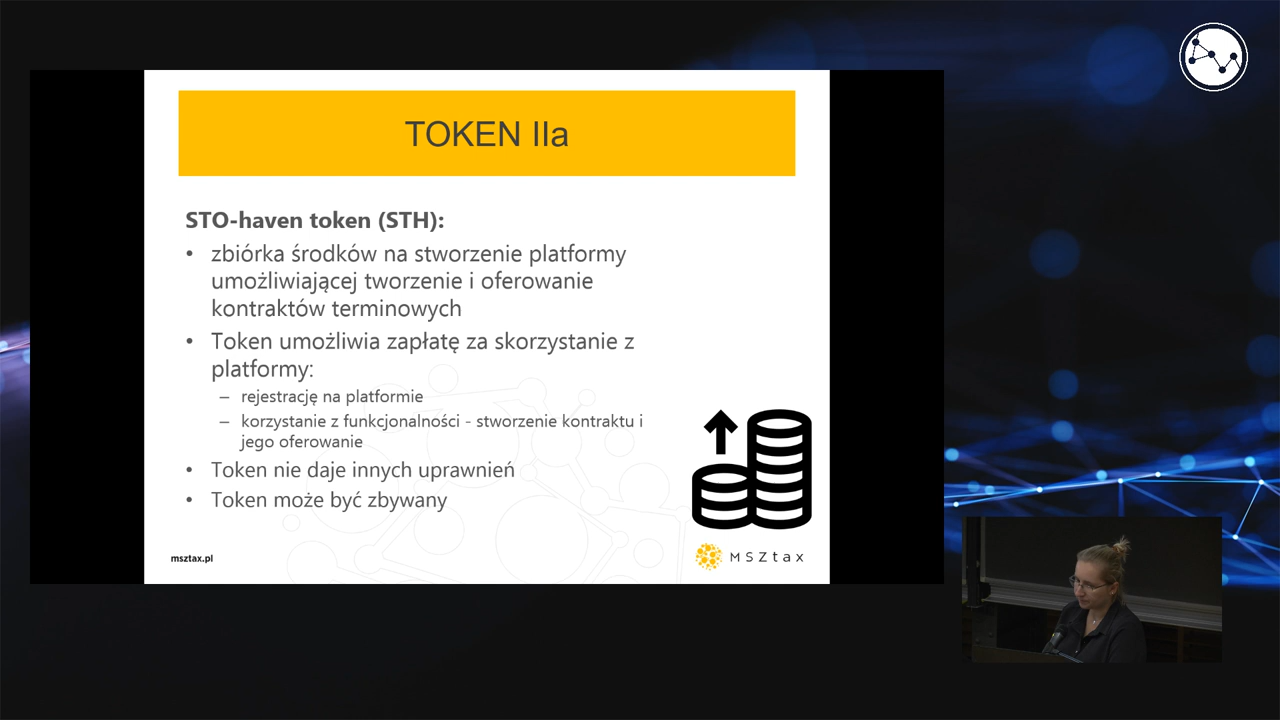 TOKEN IIa
STO-haven token (STH):
• zbiórka środków na stworzenie platformy
umożliwiającej tworzenie i oferowanie
kontraktów terminowych
• Token umożliwia zapłatę za skorzystanie z
platformy:
– rejestrację na platformie
– korzystanie z funkcjonalności - stworzenie kontraktu i
jego oferowanie
• Token nie daje innych uprawnień
• Token może być zbywany
msztax.pl
MSZtax